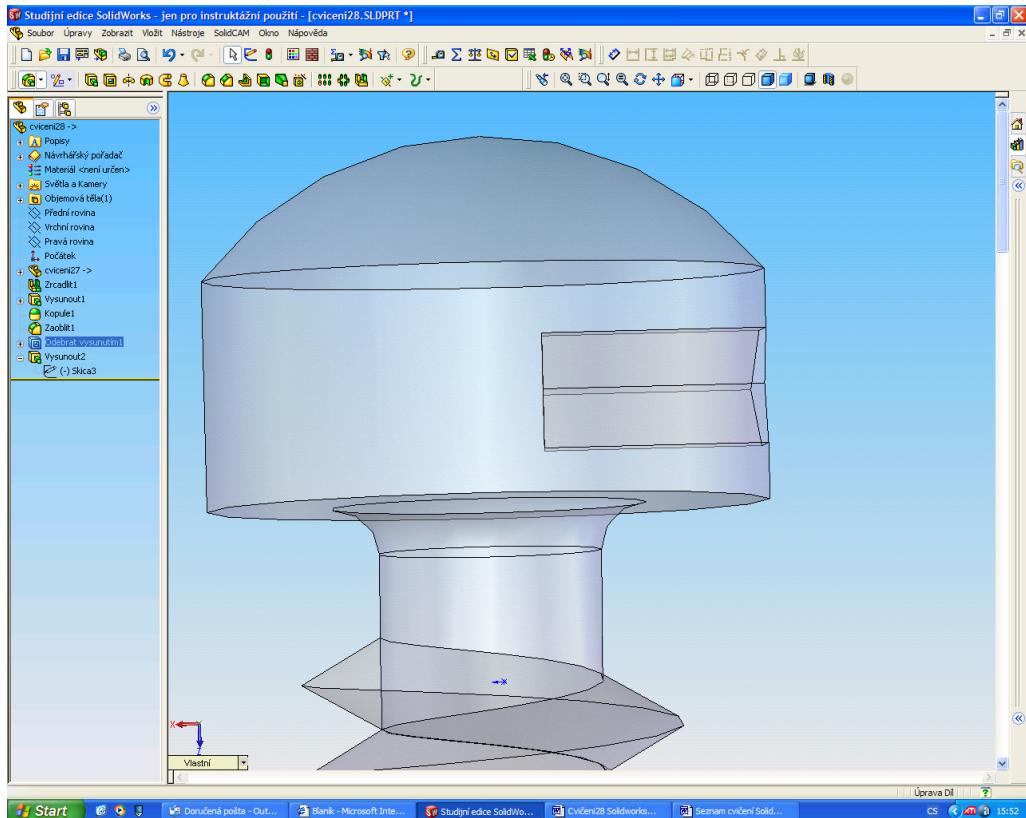 Studijní edice SolidWorks - jen pro instruktážní použití - [cviceni28.SLDPRT *]
Soubor Úpravy Zobrazit Vložit Nástroje SolidCAM Okno Nápověda
cviceni28 ->
Popisy
Návrhářský pořadač
Materiál <není určen>
Světla a Kamery
Objemová těla(1)
Přední rovina
Vrchní rovina
Pravá rovina
Počátek
cviceni27 ->
Zrcadlit1
Vysunout1
Kopule1
Zaoblit1
Odebrat vysunutím1
Vysunout2
(-) Skica3
X
Z
Vlastní
Úprava Díl
Start
Doručená pošta - Out...
Blaník - Microsoft Inte...
Studijní edice SolidWo...
Cvičení28 Solidworks...
Seznam cvičení Solid...
CS
15:52